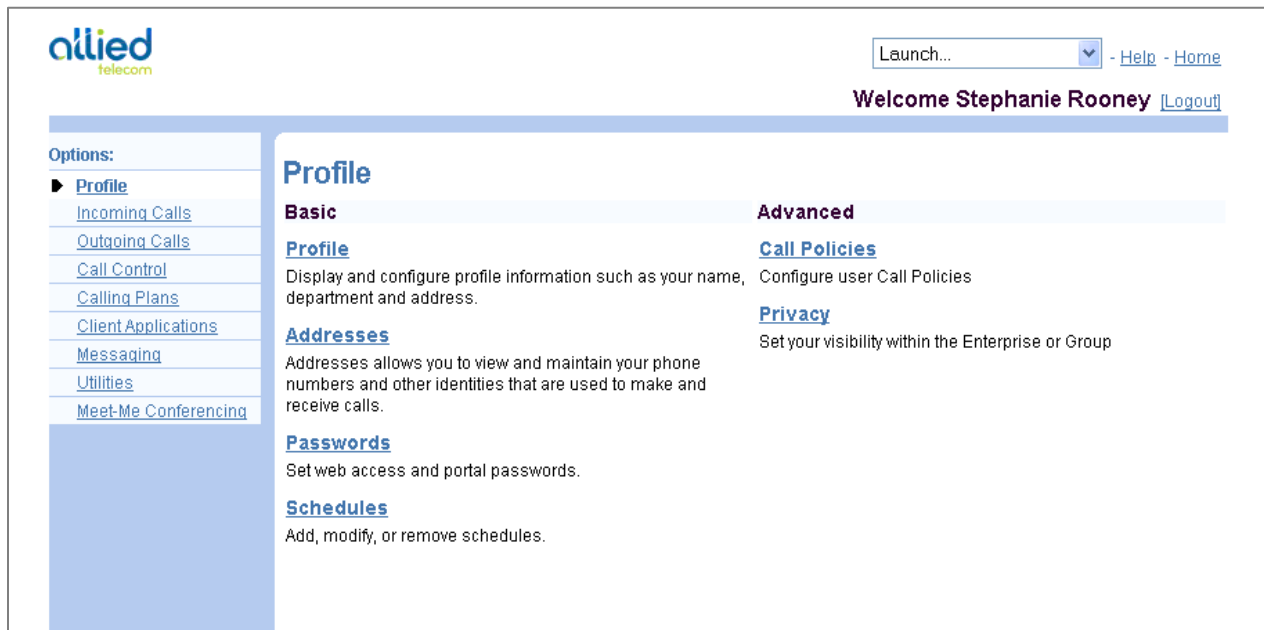 allied
telecom
Launch...
- Help - Home
Welcome Stephanie Rooney [Logout]
Options:
Profile
Incoming Calls
Outgoing Calls
Call Control
Calling Plans
Client Applications
Messaging
Utilities
Meet-Me Conferencing
Profile
Basic
Profile
Display and configure profile information such as your name,
department and address.
Addresses
Addresses allows you to view and maintain your phone
numbers and other identities that are used to make and
receive calls.
Passwords
Set web access and portal passwords.
Schedules
Add, modify, or remove schedules.
Advanced
Call Policies
Configure user Call Policies
Privacy
Set your visibility within the Enterprise or Group